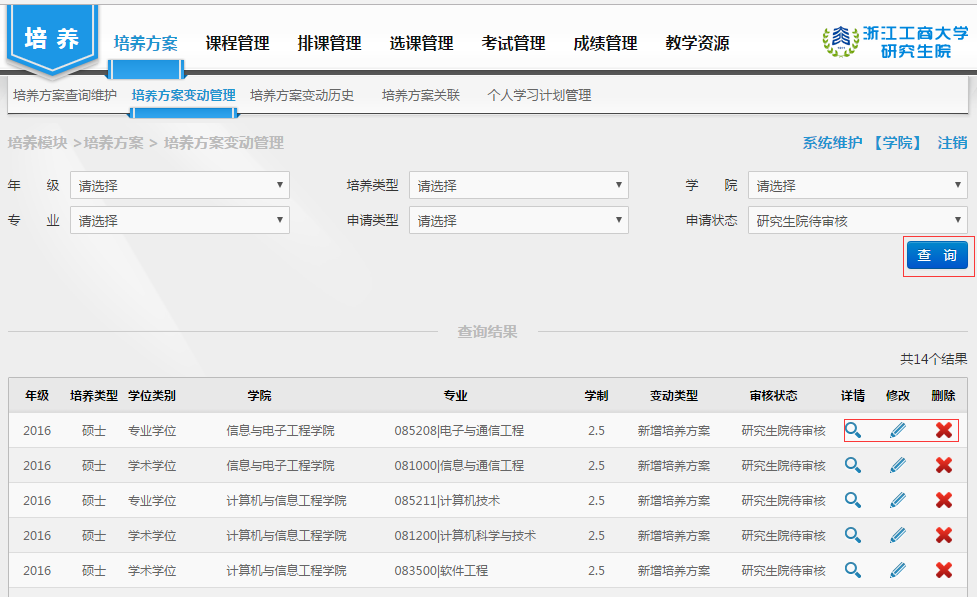 培养
培养方案 课程管理 排课管理 选课管理 考试管理 成绩管理 教学资源
浙江工商大学
研究生院
培养方案查询维护 培养方案变动管理 培养方案变动历史 培养方案关联 个人学习计划管理
培养模块 >培养方案 > 培养方案变动管理
系统维护 【学院】 注销
年 级 请选择 培养类型 请选择 学 院 请选择
专 业 请选择 申请类型 请选择 申请状态 研究生院待审核
查 询
查询结果
共14个结果
年级 培养类型 学位类别 学院 专业 学制 变动类型 审核状态 详情 修改 删除
2016 硕士 专业学位 信息与电子工程学院 085208|电子与通信工程 2.5 新增培养方案 研究生院待审核
2016 硕士 学术学位 信息与电子工程学院 081000|信息与通信工程 2.5 新增培养方案 研究生院待审核
2016 硕士 专业学位 计算机与信息工程学院 085211|计算机技术 2.5 新增培养方案 研究生院待审核
2016 硕士 学术学位 计算机与信息工程学院 081200|计算机科学与技术 2.5 新增培养方案 研究生院待审核
2016 硕士 学术学位 计算机与信息工程学院 083500|软件工程 2.5 新增培养方案 研究生院待审核